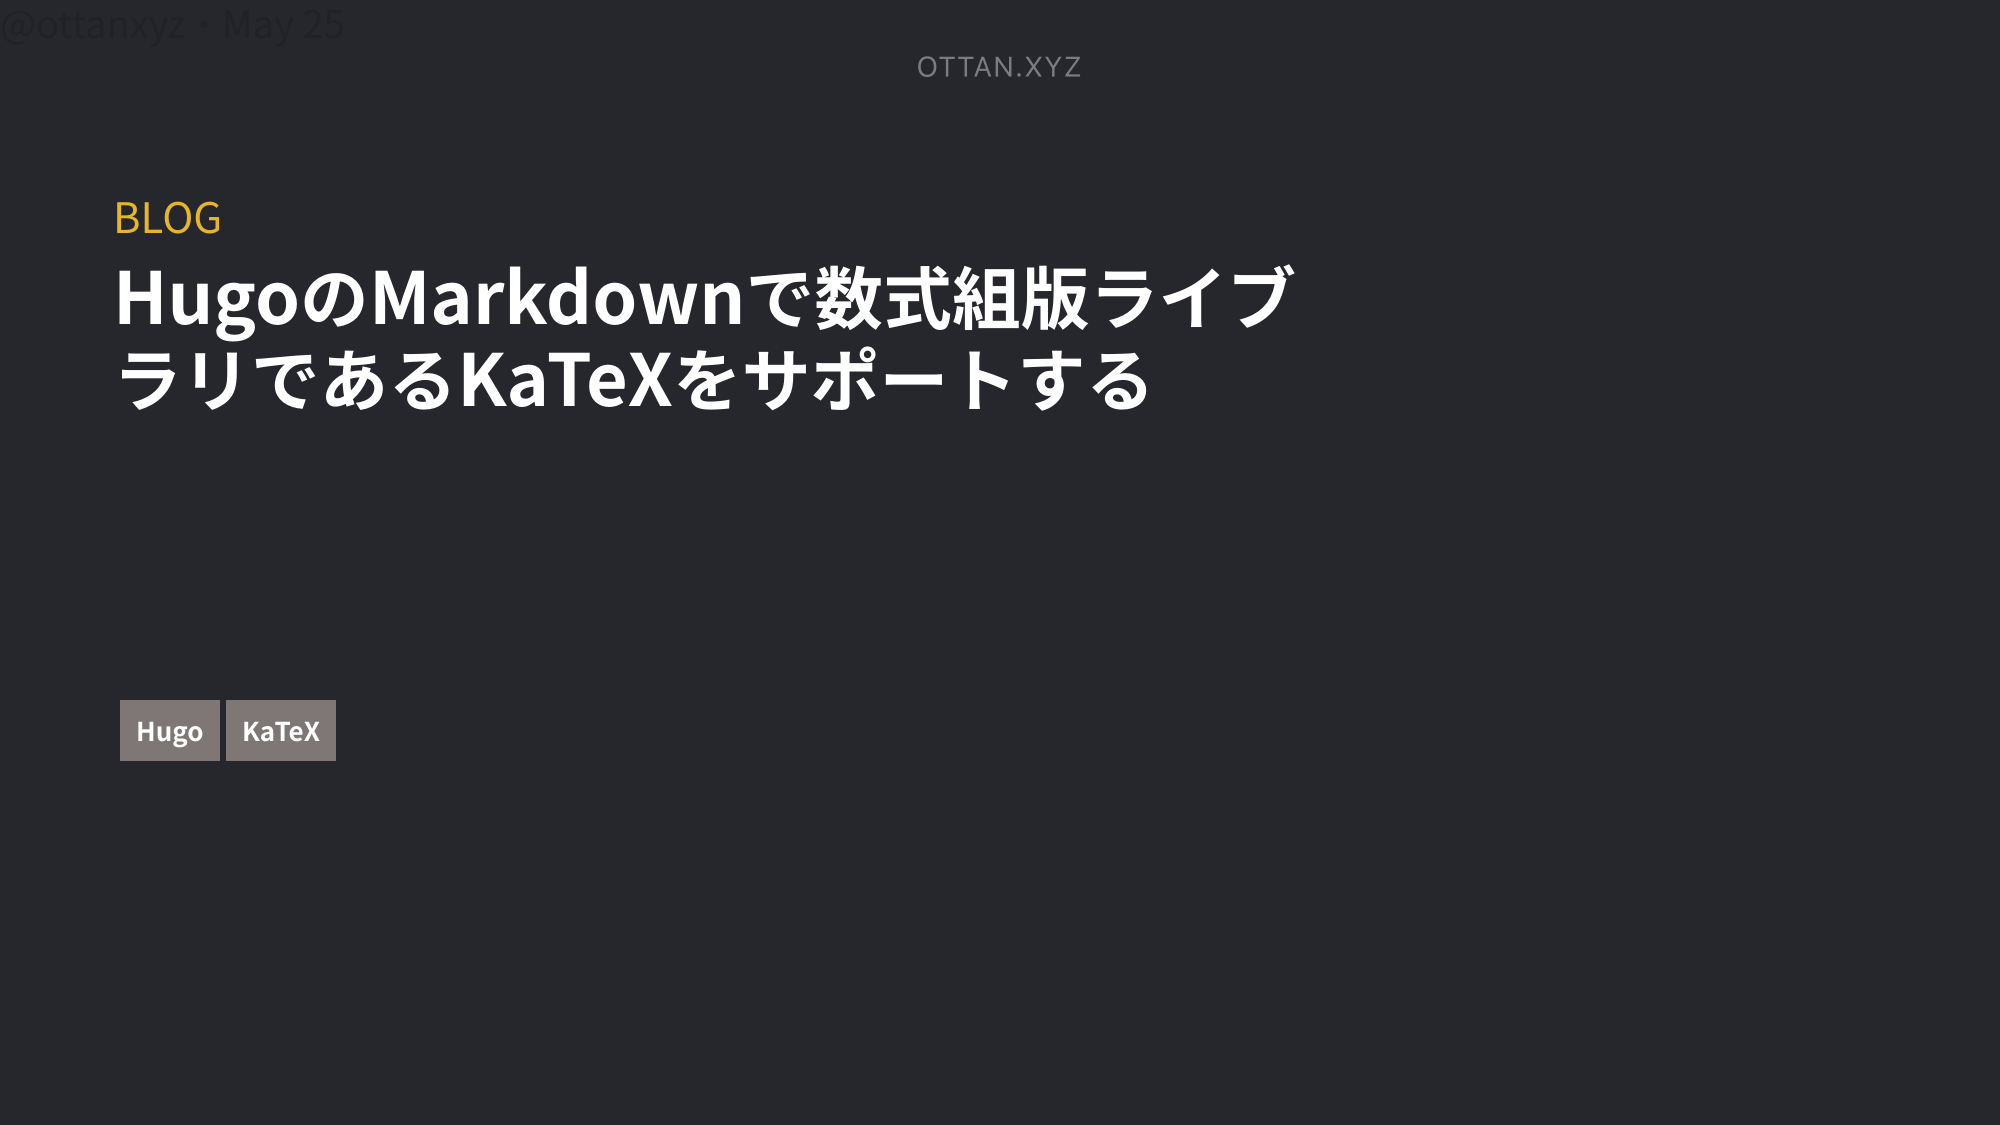 @ottanxyz・May 25
OTTAN.XYZ
BLOG
HugoのMarkdownで数式組版ライブ
ラリであるKaTeXをサポートする
Hugo KaTeX